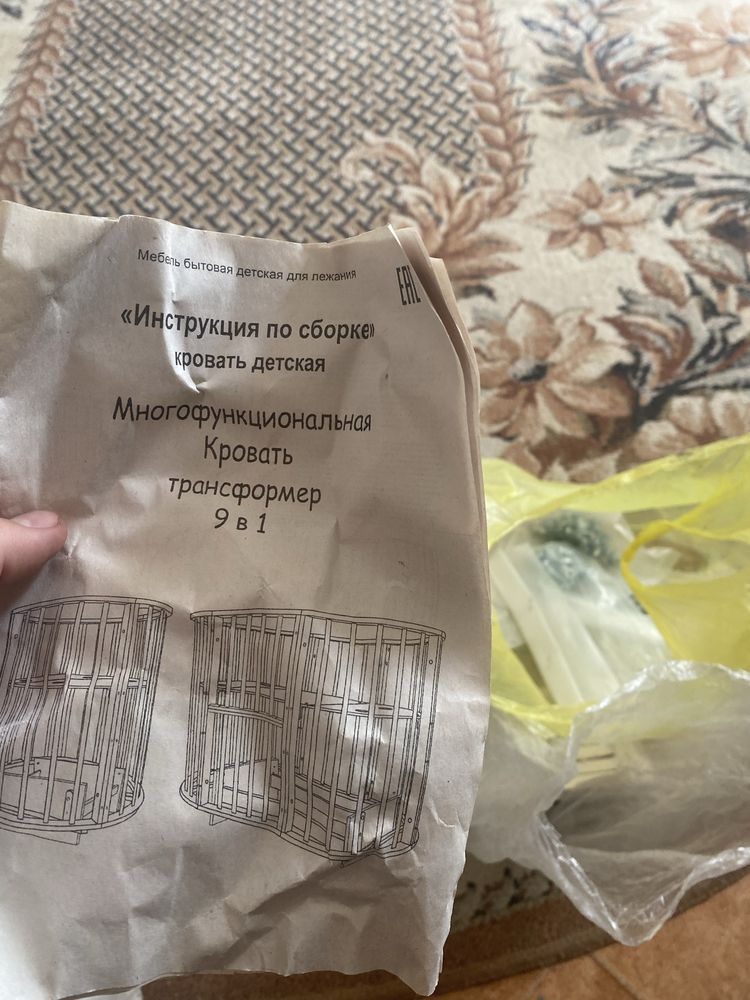 Мебель бытовая детская для лежания
EAC
«Инструкция по сборке»
кровать детская
Многофункциональная
Кровать
трансформер
9 в 1